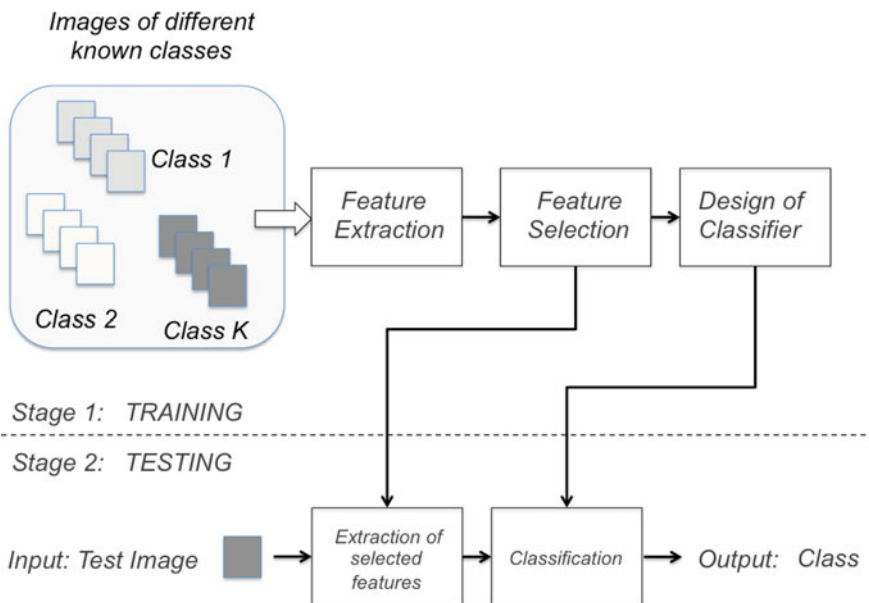 Images of different
known classes
Class 1
Class 2
Class K
Feature
Extraction
Feature
Selection
Design of
Classifier
Stage 1: TRAINING
Stage 2: TESTING
Input: Test Image
Extraction of
selected
features
Classification
Output: Class